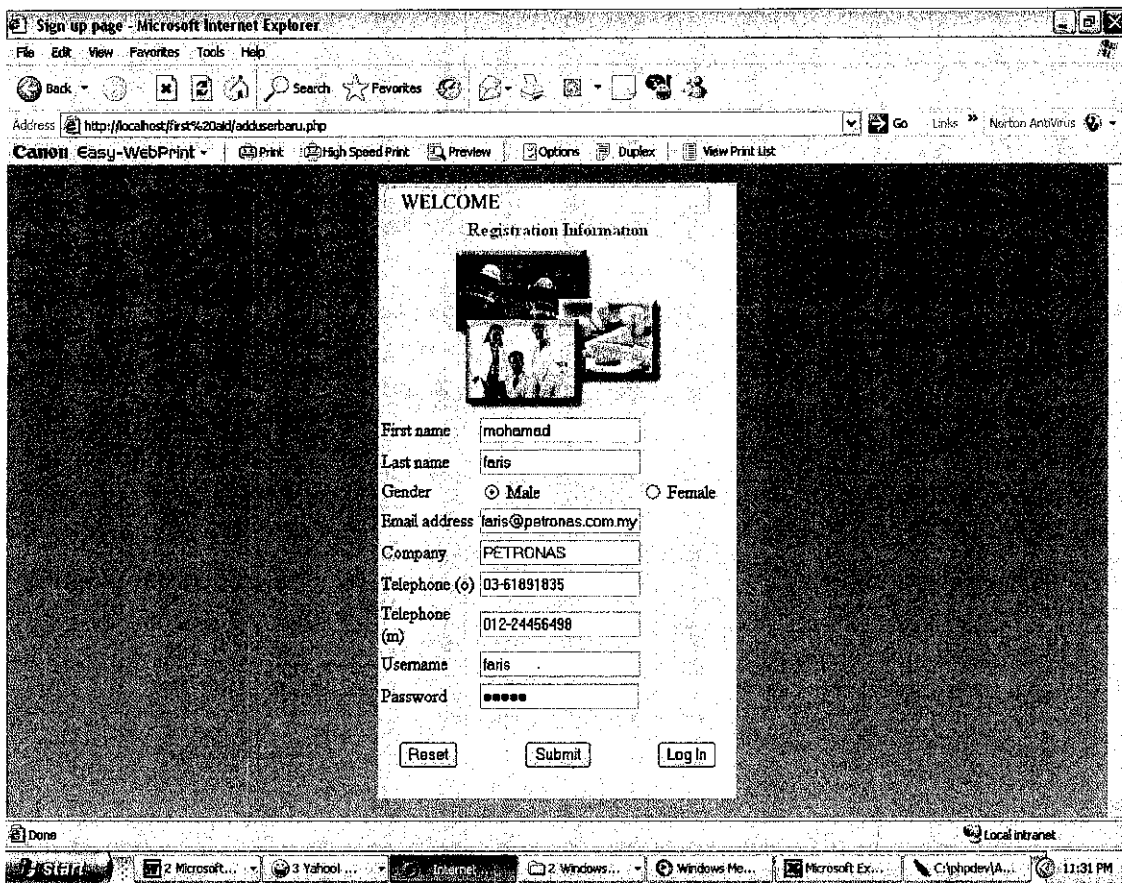 Sign up page - Microsoft Internet Explorer
File Edit View Favorites Tools Help
Back Search Favorites
Address http://localhost/first%20aid/adduserbaru.php Go Links » Norton AntiVirus
Canon Easy-WebPrint Print High Speed Print Preview Options Duplex View Print List
WELCOME
Registration Information
First name mohamad
Last name faris
Gender Male Female
Email address faris@petronas.com.my
Company PETRONAS
Telephone (o) 03-61891835
Telephone
(m) 012-24456498
Username faris
Password •••••
Reset Submit Log In
Done Local intranet
start 2 Microsoft... 3 Yahoo! ... Internet 2 Windows... Windows Me... Microsoft Ex... C:\phpdev\A... 11:31 PM